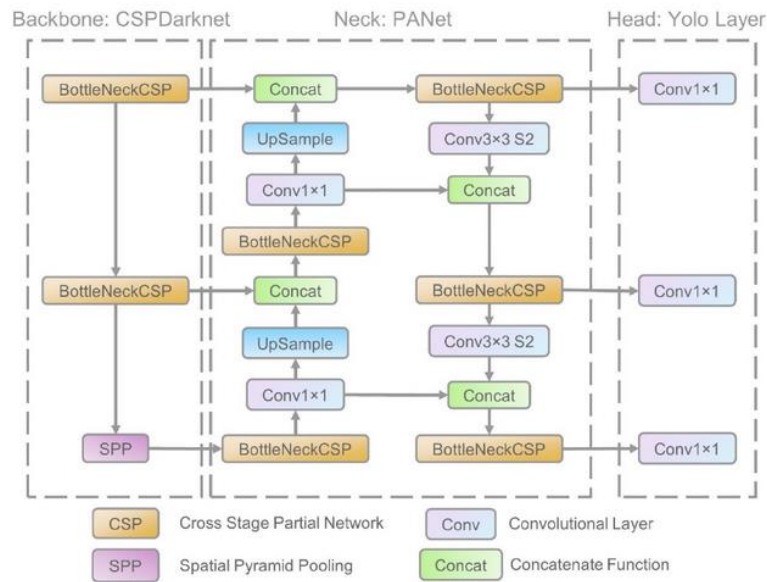 Backbone: CSPDarknet Neck: PANet Head: Yolo Layer
BottleNeckCSP Concat BottleNeckCSP Conv1×1
UpSample Conv3×3 S2
Conv1×1 Concat
BottleNeckCSP
BottleNeckCSP Concat BottleNeckCSP Conv1×1
UpSample Conv3×3 S2
Conv1×1 Concat
SPP BottleNeckCSP BottleNeckCSP Conv1×1
CSP Cross Stage Partial Network Conv Convolutional Layer
SPP Spatial Pyramid Pooling Concat Concatenate Function